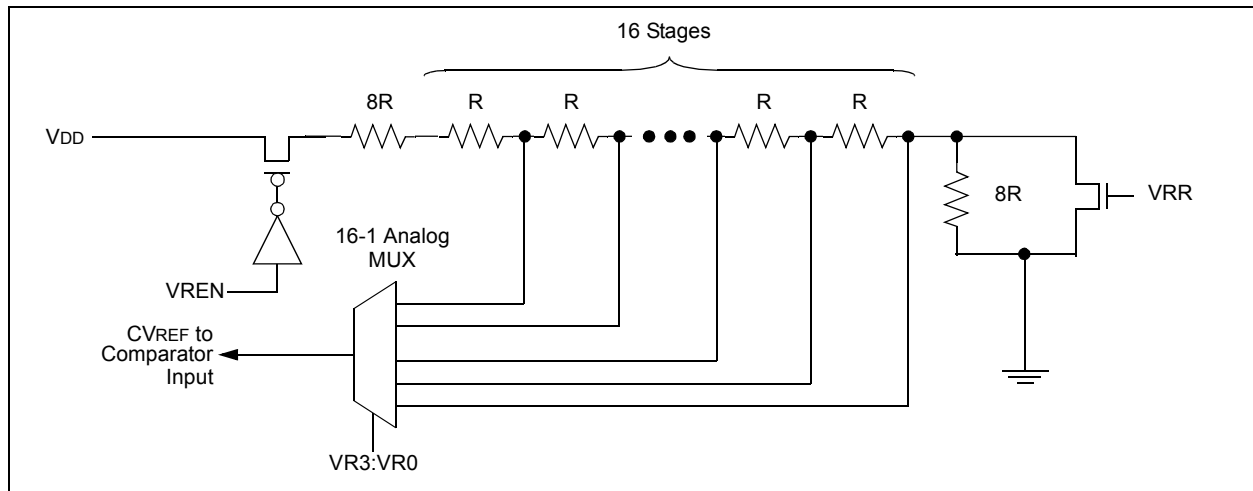 16 Stages
8R
R
R
R
R
VDD
8R
VRR
16-1 Analog
MUX
VREN
CVREF to
Comparator
Input
VR3:VR0